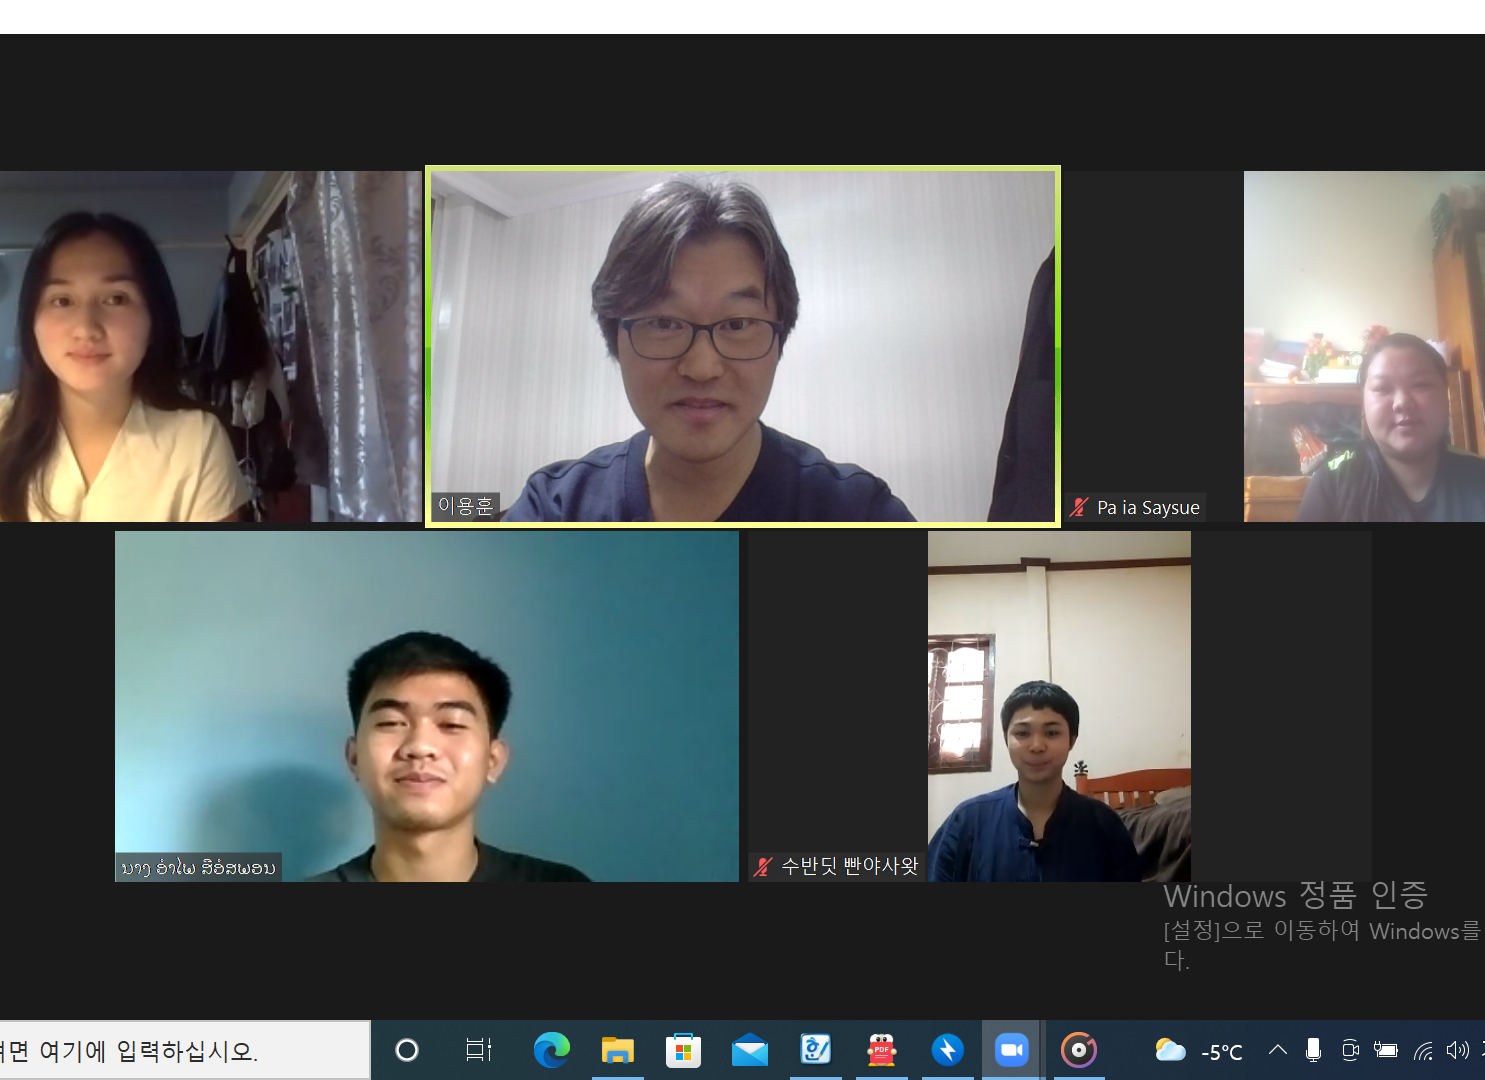 이용훈
Pa ia Saysue
ນາງ ອຳໄພ ສີອ່ສພອນ
수반딧 빤야사왓
Windows 정품 인증
[설정]으로 이동하여 Windows를
다.
면 여기에 입력하십시오.
PDF
-5°C